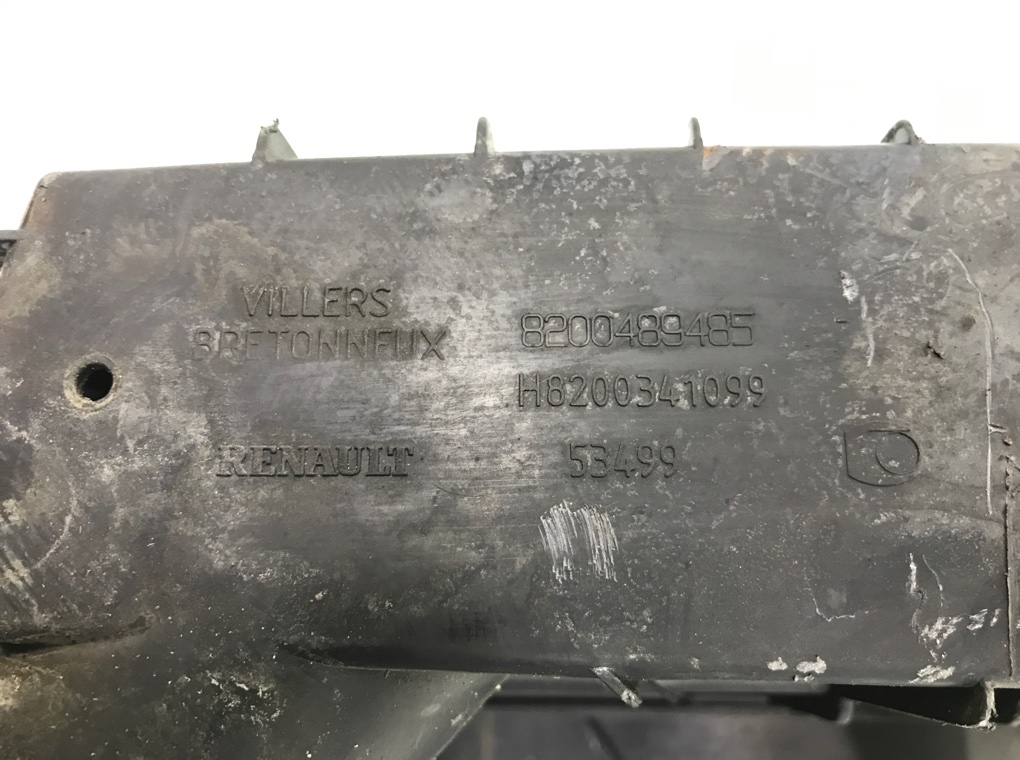 VILLERS
BRETONNEUX
8200489485
H8200341099
RENAULT
53499